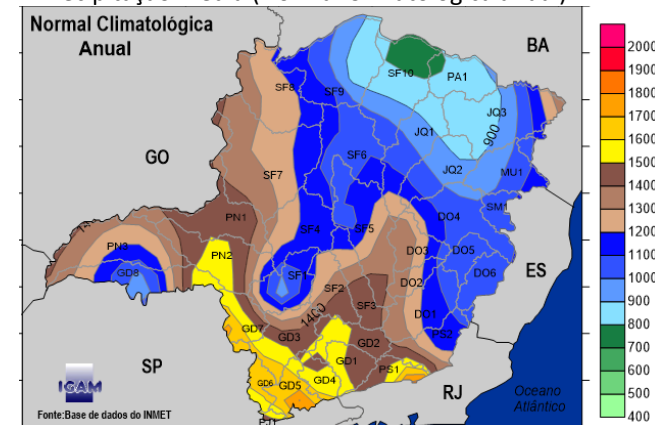 Normal Climatológica
Anual
BA
GO
SP
RJ
ES
Oceano
Atlântico
SF10
PA1
SF8
SF9
JQ3
900
JQ1
SF6
JQ2
MU1
SF7
SM1
PN1
DO4
SF4
SF5
PN3
PN2
DO3
DO5
GD8
SF1
DO6
SF2
DO2
SF3
1400
DO1
GD7
PS2
GD3
GD2
GD1
PS1
GD6
GD5
GD4
PJ1
IGAM
Fonte:Base de dados do INMET
2000
1900
1800
1700
1600
1500
1400
1300
1200
1100
1000
900
800
700
600
500
400